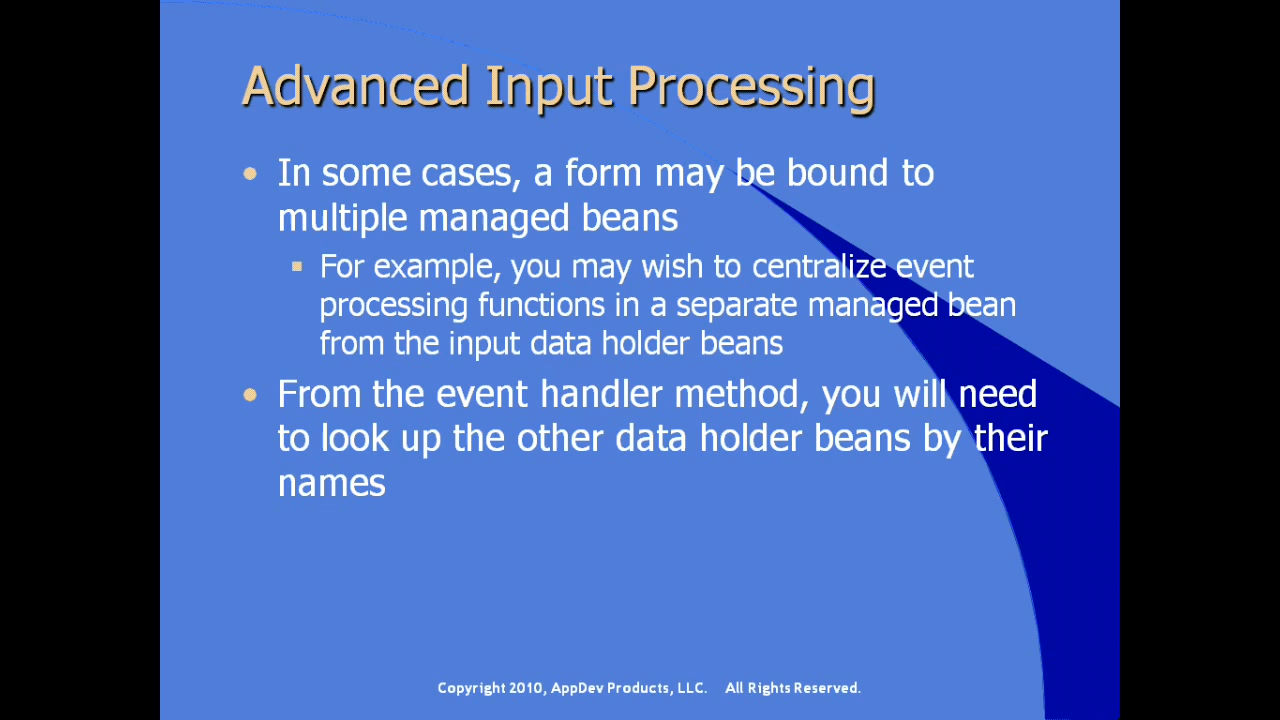 Advanced Input Processing
• In some cases, a form may be bound to
multiple managed beans
▪ For example, you may wish to centralize event
processing functions in a separate managed bean
from the input data holder beans
• From the event handler method, you will need
to look up the other data holder beans by their
names
Copyright 2010, AppDev Products, LLC. All Rights Reserved.